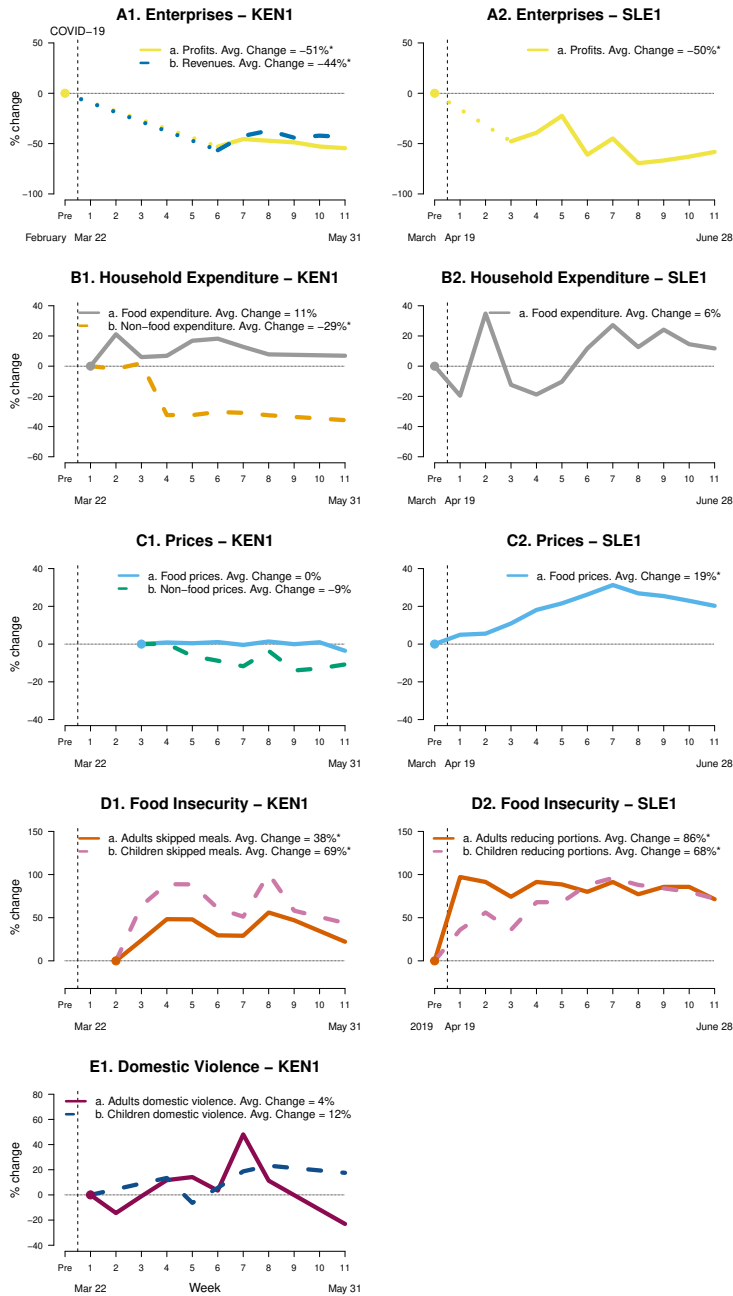 A1. Enterprises − KEN1
COVID−19
a. Profits. Avg. Change = −51%*
b. Revenues. Avg. Change = −44%*
% change
50
0
−50
−100
Pre 1 2 3 4 5 6 7 8 9 10 11
February Mar 22 May 31
A2. Enterprises − SLE1
a. Profits. Avg. Change = −50%*
50
0
−50
−100
Pre 1 2 3 4 5 6 7 8 9 10 11
March Apr 19 June 28
B1. Household Expenditure − KEN1
a. Food expenditure. Avg. Change = 11%
b. Non−food expenditure. Avg. Change = −29%*
% change
40
20
0
−20
−40
−60
Pre 1 2 3 4 5 6 7 8 9 10 11
Mar 22 May 31
B2. Household Expenditure − SLE1
a. Food expenditure. Avg. Change = 6%
40
20
0
−20
−40
−60
Pre 1 2 3 4 5 6 7 8 9 10 11
March Apr 19 June 28
C1. Prices − KEN1
a. Food prices. Avg. Change = 0%
b. Non−food prices. Avg. Change = −9%
% change
40
20
0
−20
−40
Pre 1 2 3 4 5 6 7 8 9 10 11
Mar 22 May 31
C2. Prices − SLE1
a. Food prices. Avg. Change = 19%*
40
20
0
−20
−40
Pre 1 2 3 4 5 6 7 8 9 10 11
March Apr 19 June 28
D1. Food Insecurity − KEN1
a. Adults skipped meals. Avg. Change = 38%*
b. Children skipped meals. Avg. Change = 69%*
% change
150
100
50
0
Pre 1 2 3 4 5 6 7 8 9 10 11
Mar 22 May 31
D2. Food Insecurity − SLE1
a. Adults reducing portions. Avg. Change = 86%*
b. Children reducing portions. Avg. Change = 68%*
150
100
50
0
Pre 1 2 3 4 5 6 7 8 9 10 11
2019 Apr 19 June 28
E1. Domestic Violence − KEN1
a. Adults domestic violence. Avg. Change = 4%
b. Children domestic violence. Avg. Change = 12%
% change
80
60
40
20
0
−20
−40
Pre 1 2 3 4 5 6 7 8 9 10 11
Mar 22 Week May 31